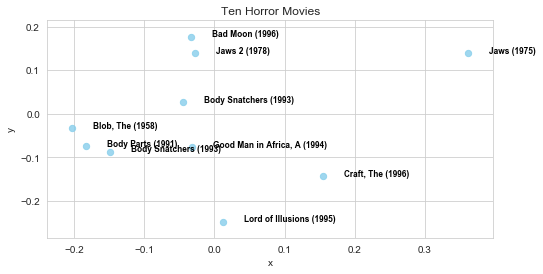 Ten Horror Movies
0.2
0.1
0.0
−0.1
−0.2
y
Bad Moon (1996)
Jaws 2 (1978)
Jaws (1975)
Body Snatchers (1993)
Blob, The (1958)
Body Parts (1991)
Body Snatchers (1993)
Good Man in Africa, A (1994)
Craft, The (1996)
Lord of Illusions (1995)
−0.2 −0.1 0.0 0.1 0.2 0.3
x